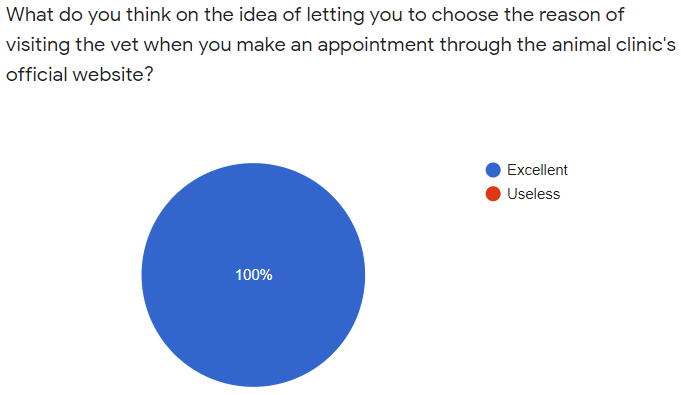 What do you think on the idea of letting you to choose the reason of
visiting the vet when you make an appointment through the animal clinic's
official website?
Excellent
Useless
100%